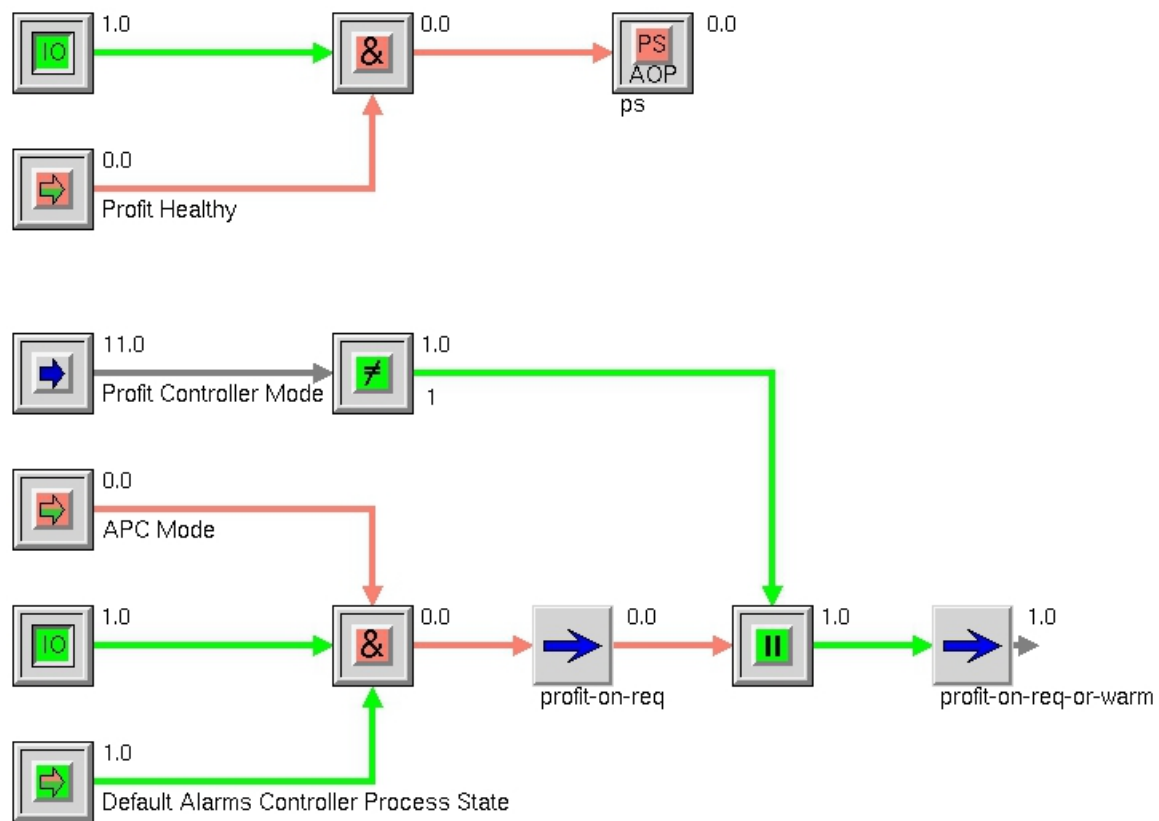 1.0
0.0
0.0
IO
&
PS
AOP
ps
0.0
Profit Healthy
11.0
1.0
≠
Profit Controller Mode
1
0.0
APC Mode
1.0
0.0
0.0
1.0
1.0
IO
&
II
profit-on-req
profit-on-req-or-warm
1.0
Default Alarms Controller Process State